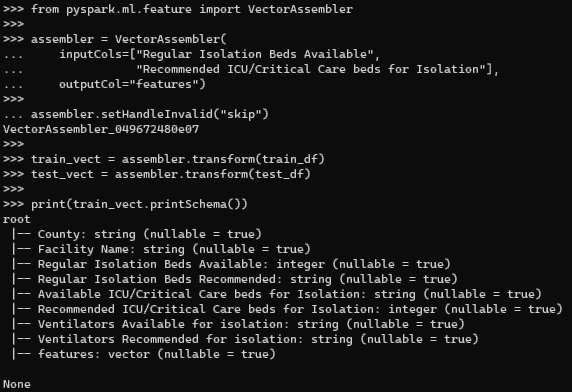 >>> from pyspark.ml.feature import VectorAssembler
>>>
>>> assembler = VectorAssembler(
...     inputCols=["Regular Isolation Beds Available",
...                "Recommended ICU/Critical Care beds for Isolation"],
...     outputCol="features")
>>>
... assembler.setHandleInvalid("skip")
VectorAssembler_049672480e07
>>>
>>> train_vect = assembler.transform(train_df)
>>> test_vect = assembler.transform(test_df)
>>>
>>> print(train_vect.printSchema())
root
 |-- County: string (nullable = true)
 |-- Facility Name: string (nullable = true)
 |-- Regular Isolation Beds Available: integer (nullable = true)
 |-- Regular Isolation Beds Recommended: string (nullable = true)
 |-- Available ICU/Critical Care beds for Isolation: string (nullable = true)
 |-- Recommended ICU/Critical Care beds for Isolation: integer (nullable = true)
 |-- Ventilators Available for isolation: string (nullable = true)
 |-- Ventilators Recommended for isolation: string (nullable = true)
 |-- features: vector (nullable = true)

None